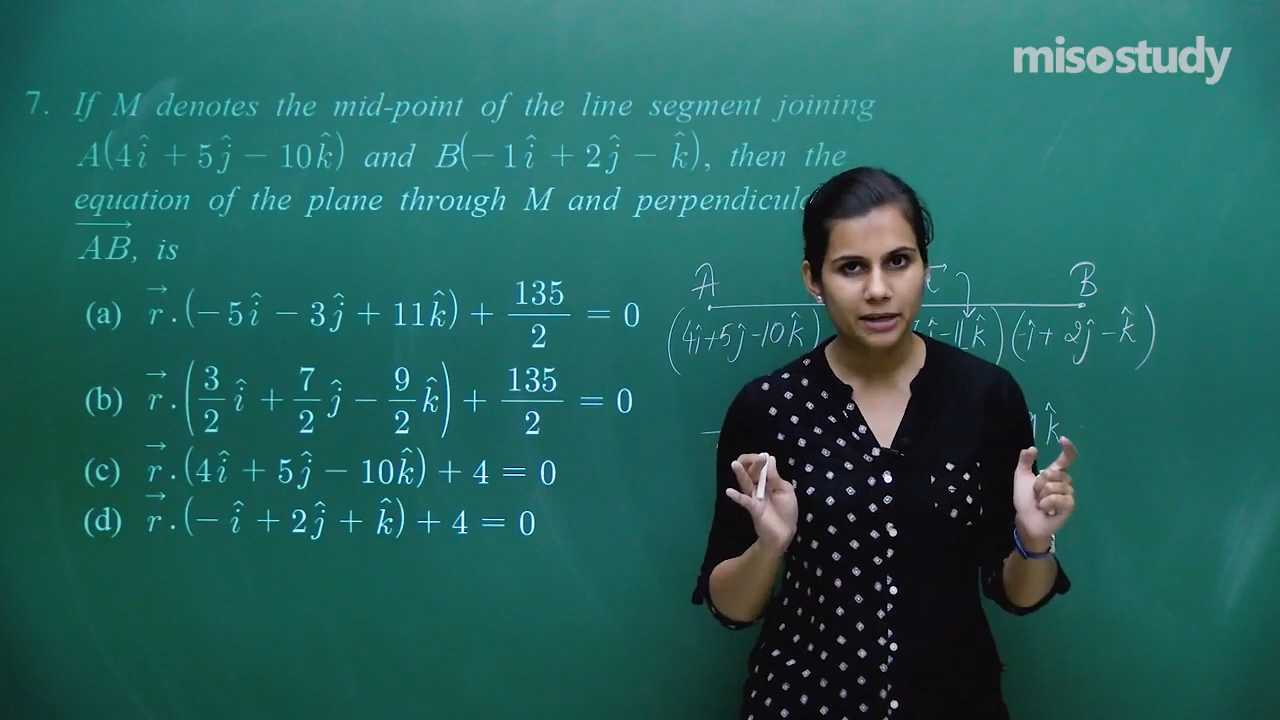 misostudy
7. If M denotes the mid-point of the line segment joining
A(4î + 5ĵ − 10k̂) and B(−1î + 2ĵ − k̂), then the
equation of the plane through M and
AB⃗, is
(a) r⃗.(−5î − 3ĵ + 11k̂) + 135/2 = 0
(b) r⃗.(3/2 î + 7/2 ĵ − 9/2 k̂) + 135/2 = 0
(c) r⃗.(4î + 5ĵ − 10k̂) + 4 = 0
(d) r⃗.(−î + 2ĵ + k̂) + 4 = 0
A B
(4î+5ĵ−10k̂) (−î+2ĵ−k̂)